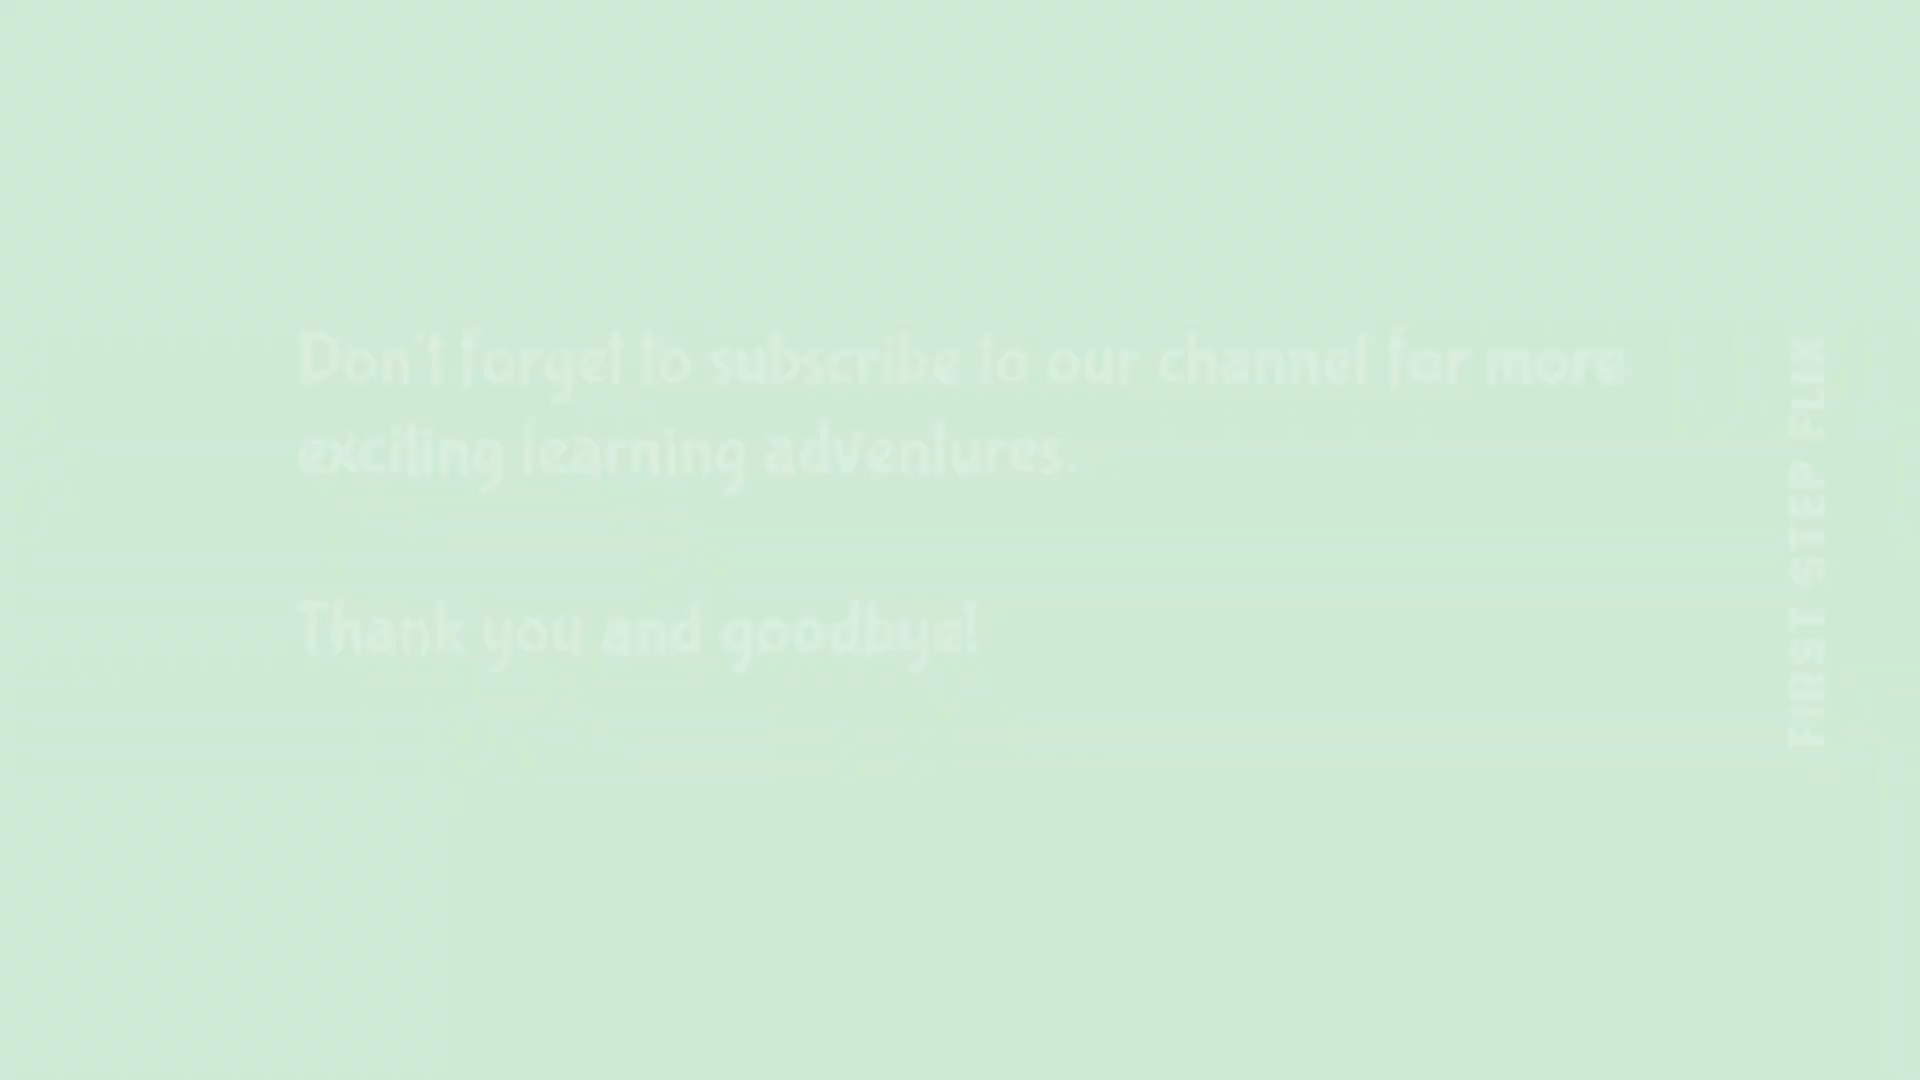 Don't forget to subscribe to our channel for more
exciting learning adventures.
Thank you and goodbye!
FIRST STEP FLIX